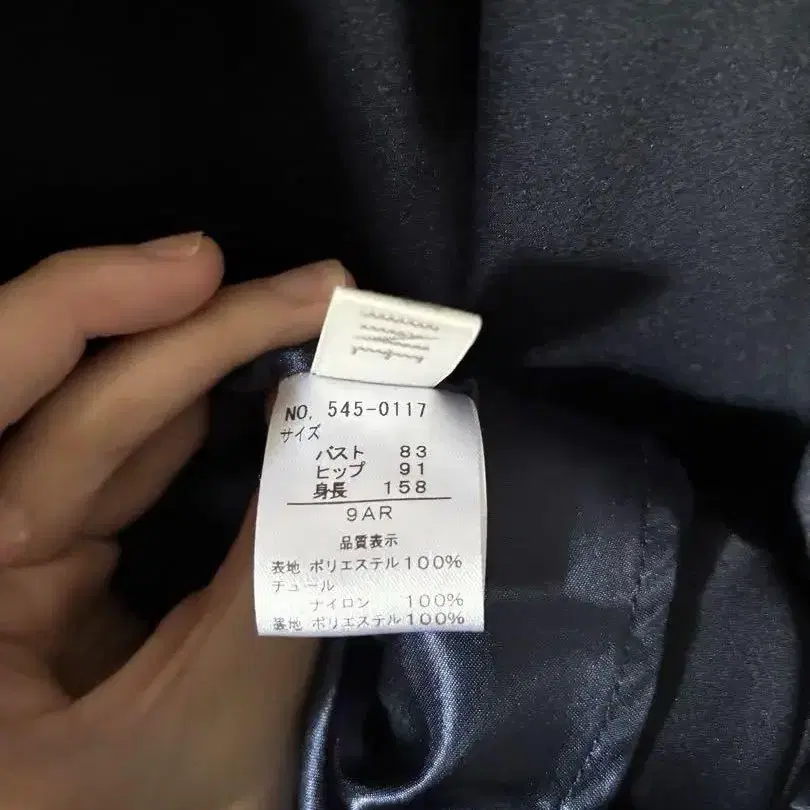 NO. 545-0117
サイズ
バスト 83
ヒップ 91
身長 158
9AR
品質表示
表地 ポリエステル100%
チュール
ナイロン 100%
裏地 ポリエステル100%